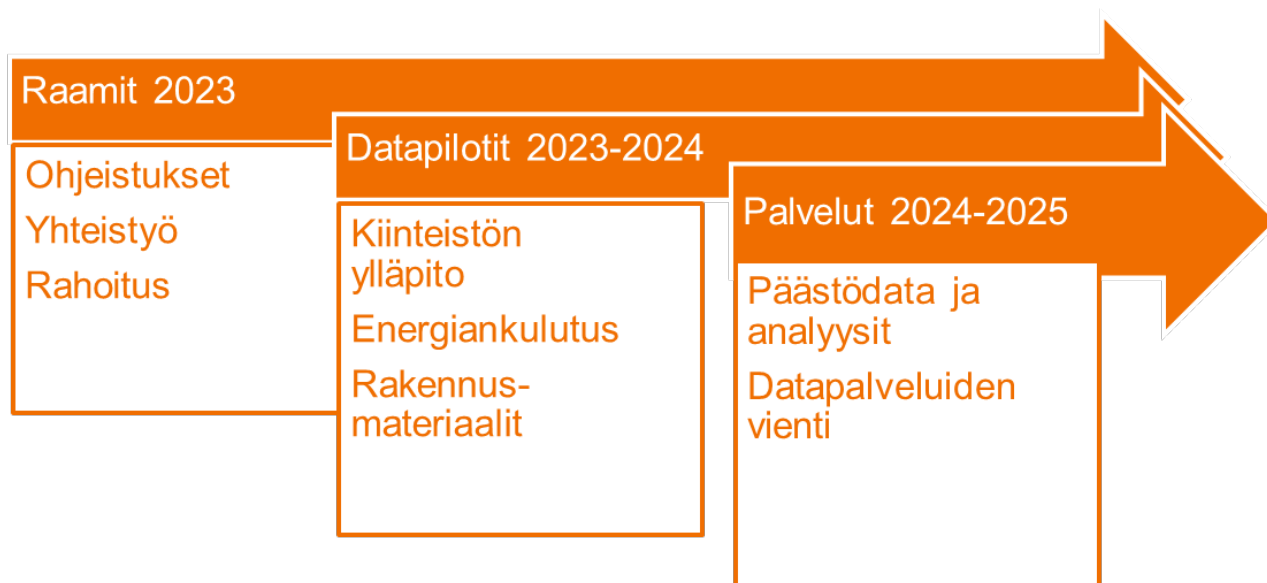 Raamit 2023
Ohjeistukset
Yhteistyö
Rahoitus
Datapilotit 2023-2024
Kiinteistön
ylläpito
Energiankulutus
Rakennus-
materiaalit
Palvelut 2024-2025
Päästödata ja
analyysit
Datapalveluiden
vienti